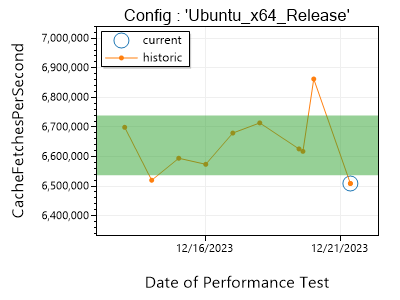 Config : 'Ubuntu_x64_Release'
current
historic
CacheFetchesPerSecond
7,000,000
6,900,000
6,800,000
6,700,000
6,600,000
6,500,000
6,400,000
12/16/2023
12/21/2023
Date of Performance Test